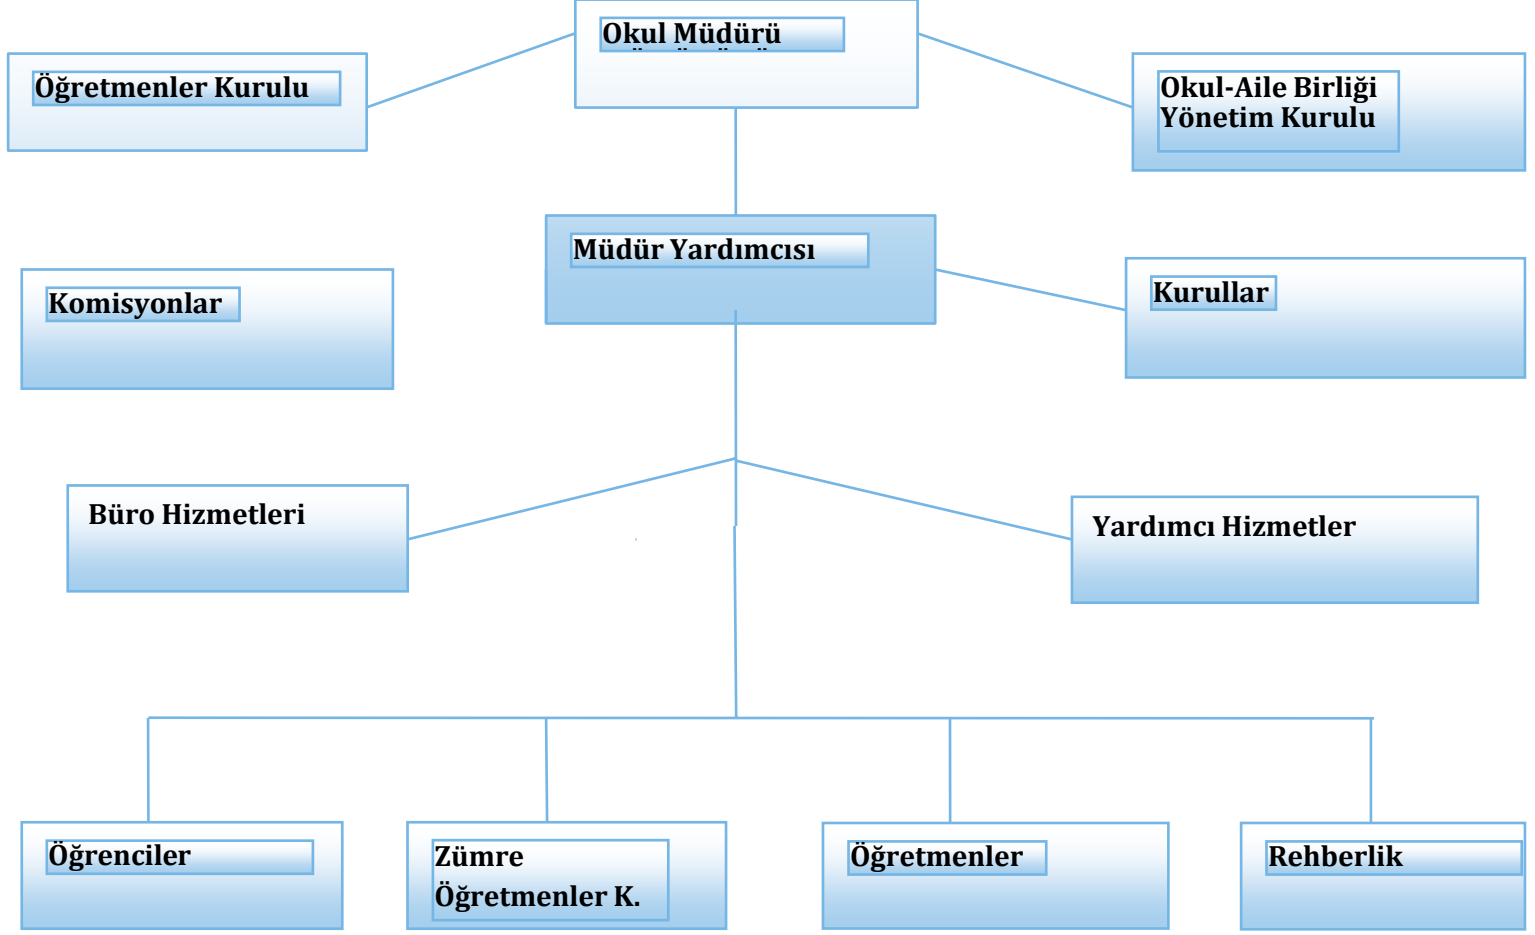 Okul Müdürü
Öğretmenler Kurulu
Okul-Aile Birliği
Yönetim Kurulu
Müdür Yardımcısı
Komisyonlar
Kurullar
Büro Hizmetleri
Yardımcı Hizmetler
Öğrenciler
Zümre
Öğretmenler K.
Öğretmenler
Rehberlik